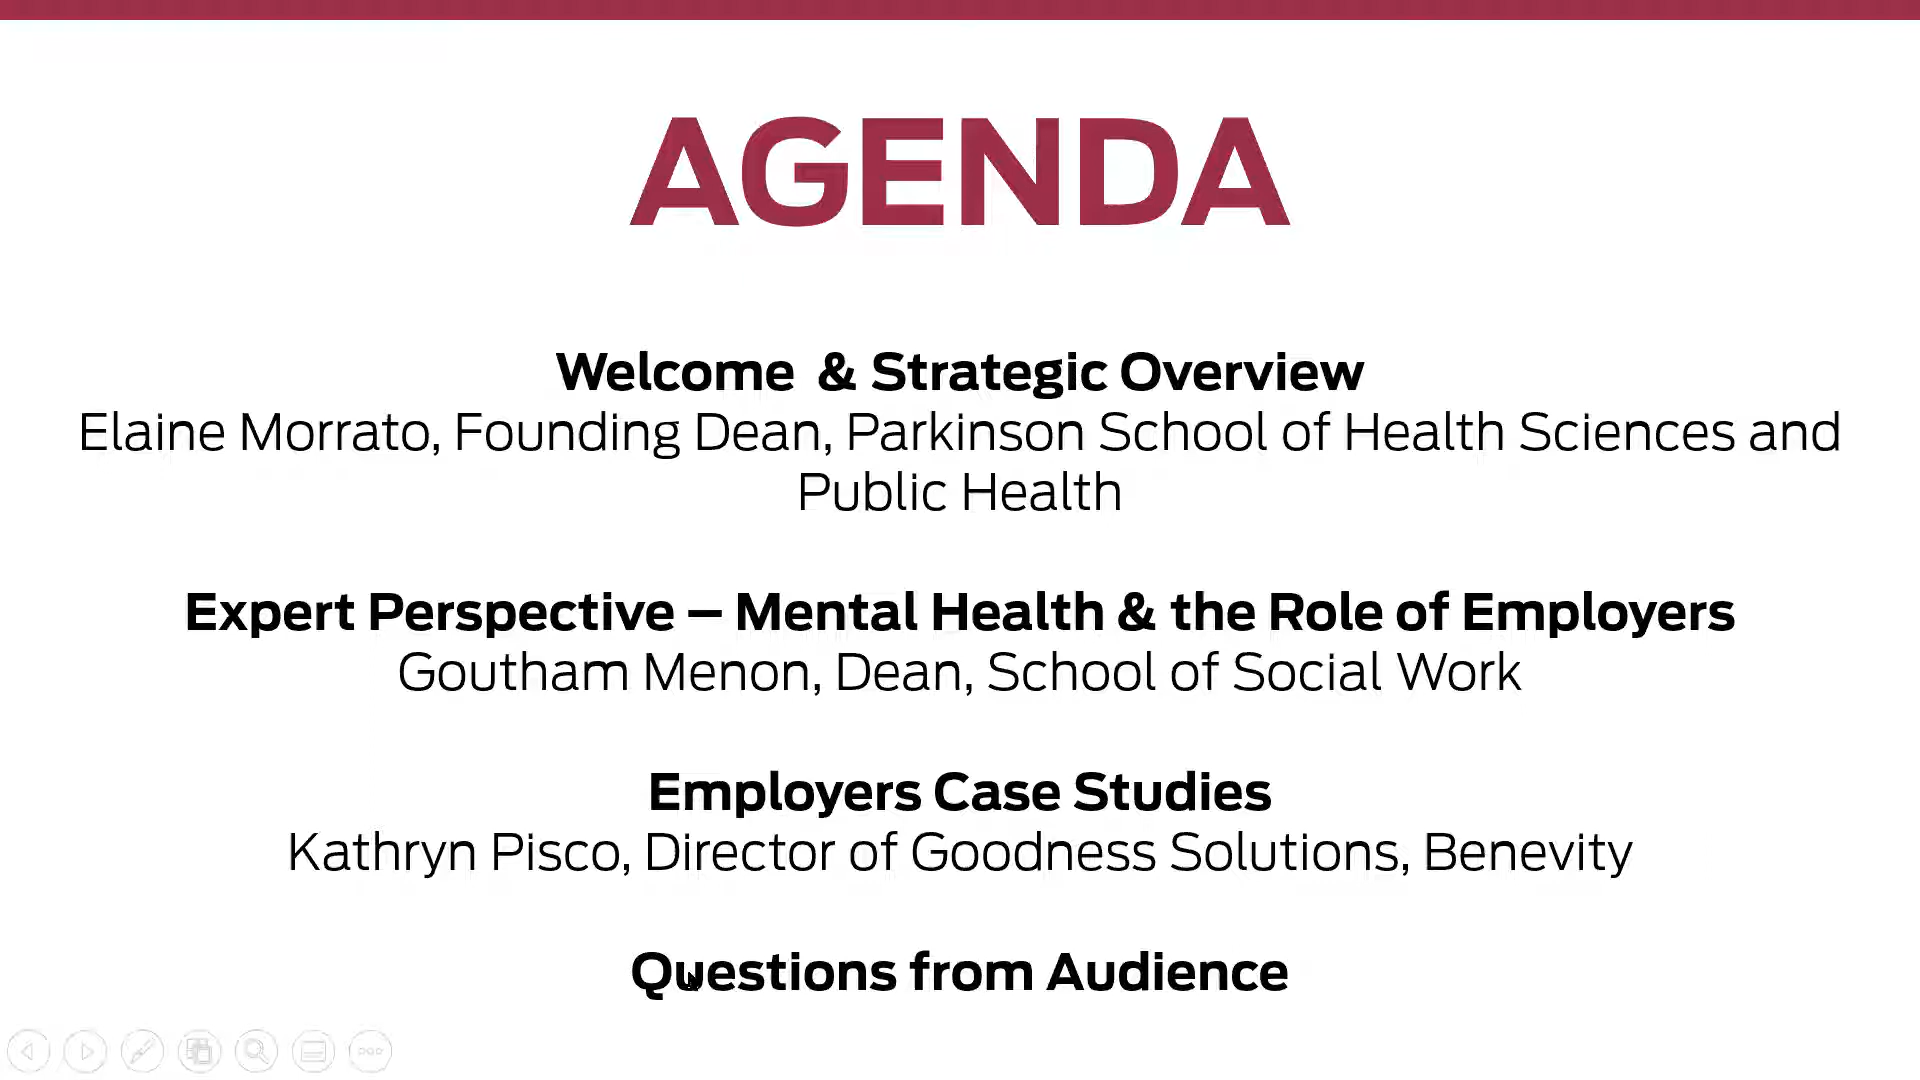 AGENDA
Welcome & Strategic Overview
Elaine Morrato, Founding Dean, Parkinson School of Health Sciences and
Public Health
Expert Perspective – Mental Health & the Role of Employers
Goutham Menon, Dean, School of Social Work
Employers Case Studies
Kathryn Pisco, Director of Goodness Solutions, Benevity
Questions from Audience